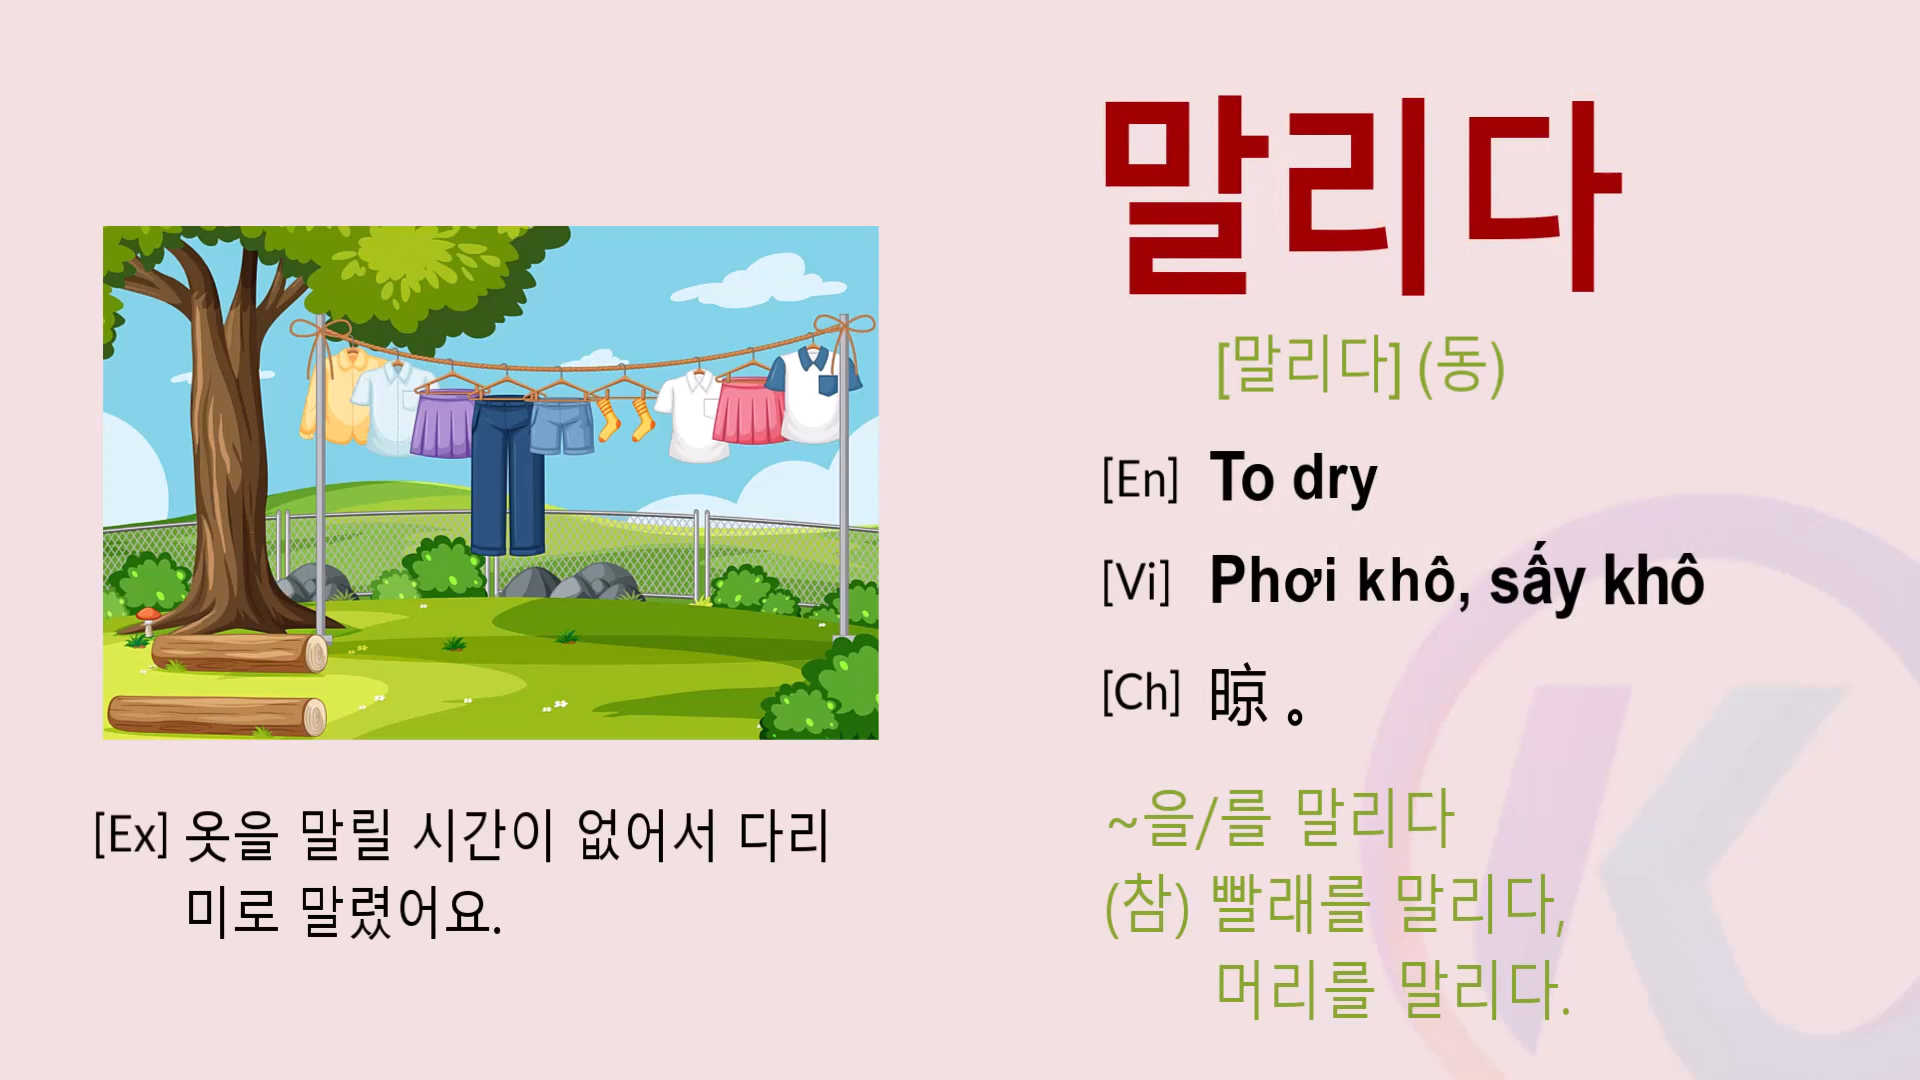 말리다
[말리다] (동)
[En] To dry
[Vi] Phơi khô, sấy khô
[Ch] 晾。
~을/를 말리다
(참) 빨래를 말리다,
머리를 말리다.
[Ex] 옷을 말릴 시간이 없어서 다리
미로 말렸어요.